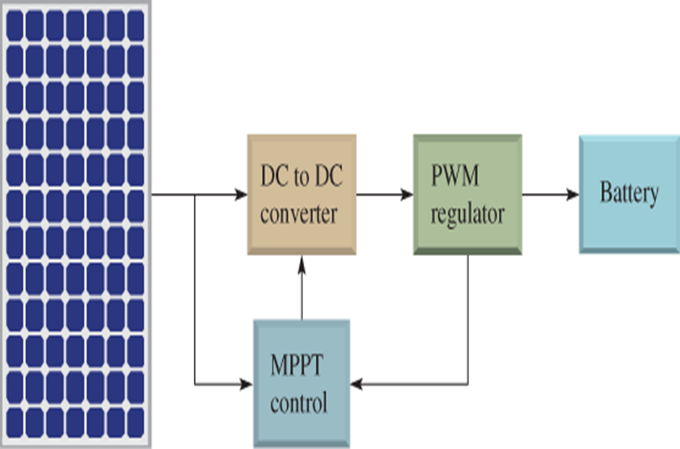 DC to DC
converter
PWM
regulator
Battery
MPPT
control